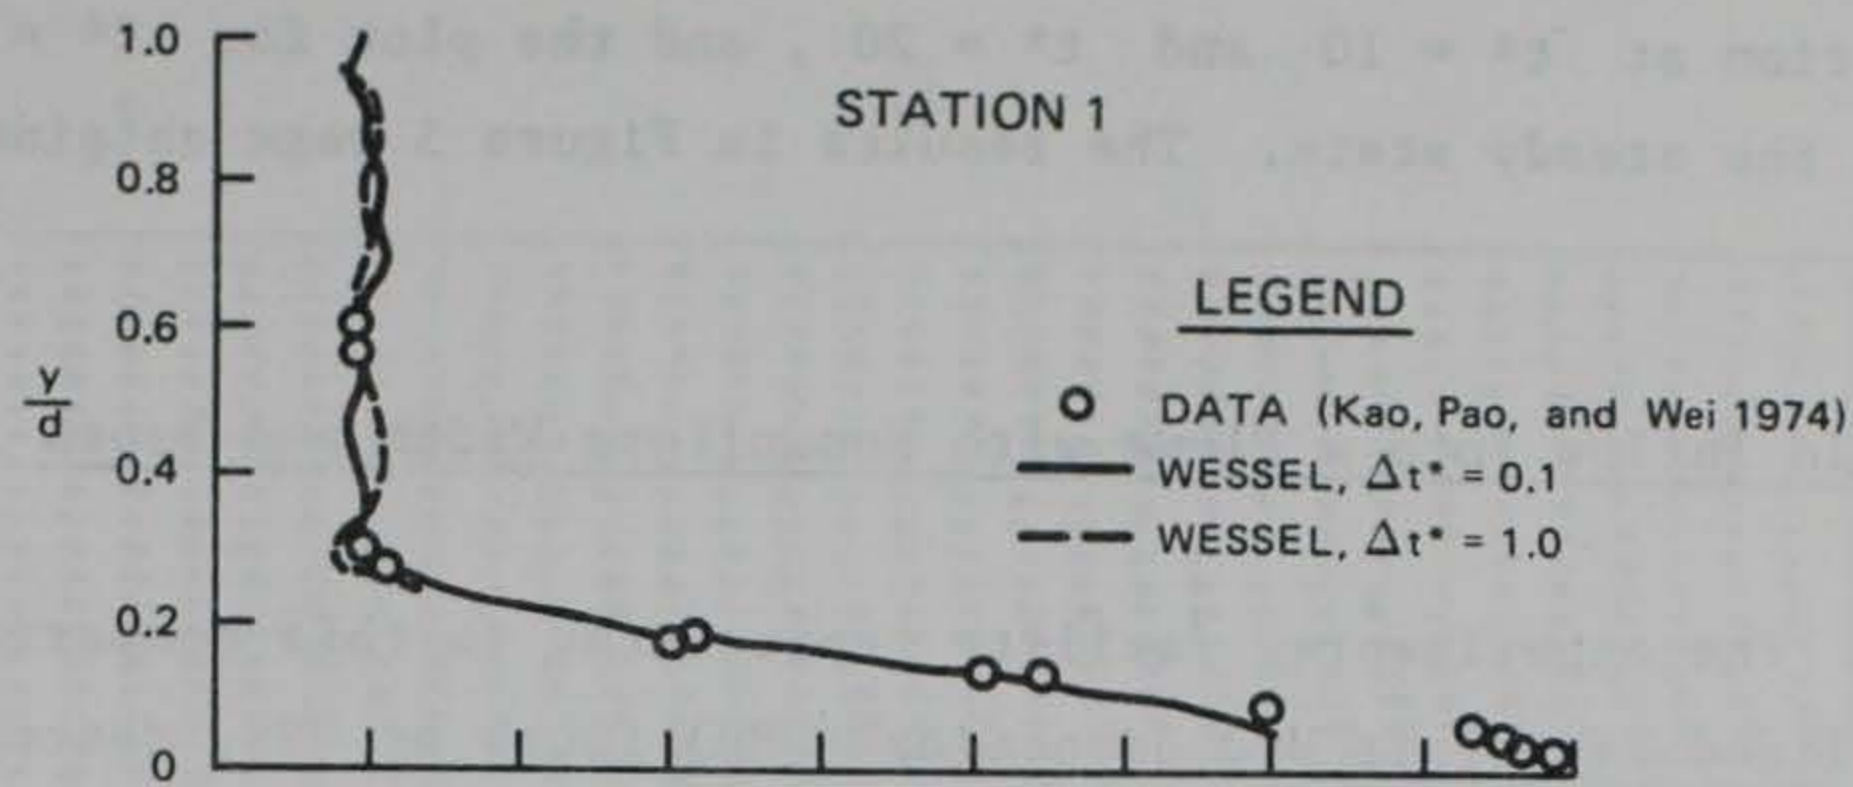 1.0
STATION 1
0.8
LEGEND
0.6
y
d
DATA (Kao, Pao, and Wei 1974)
0.4
WESSEL, Δt* = 0.1
WESSEL, Δt* = 1.0
0.2
0